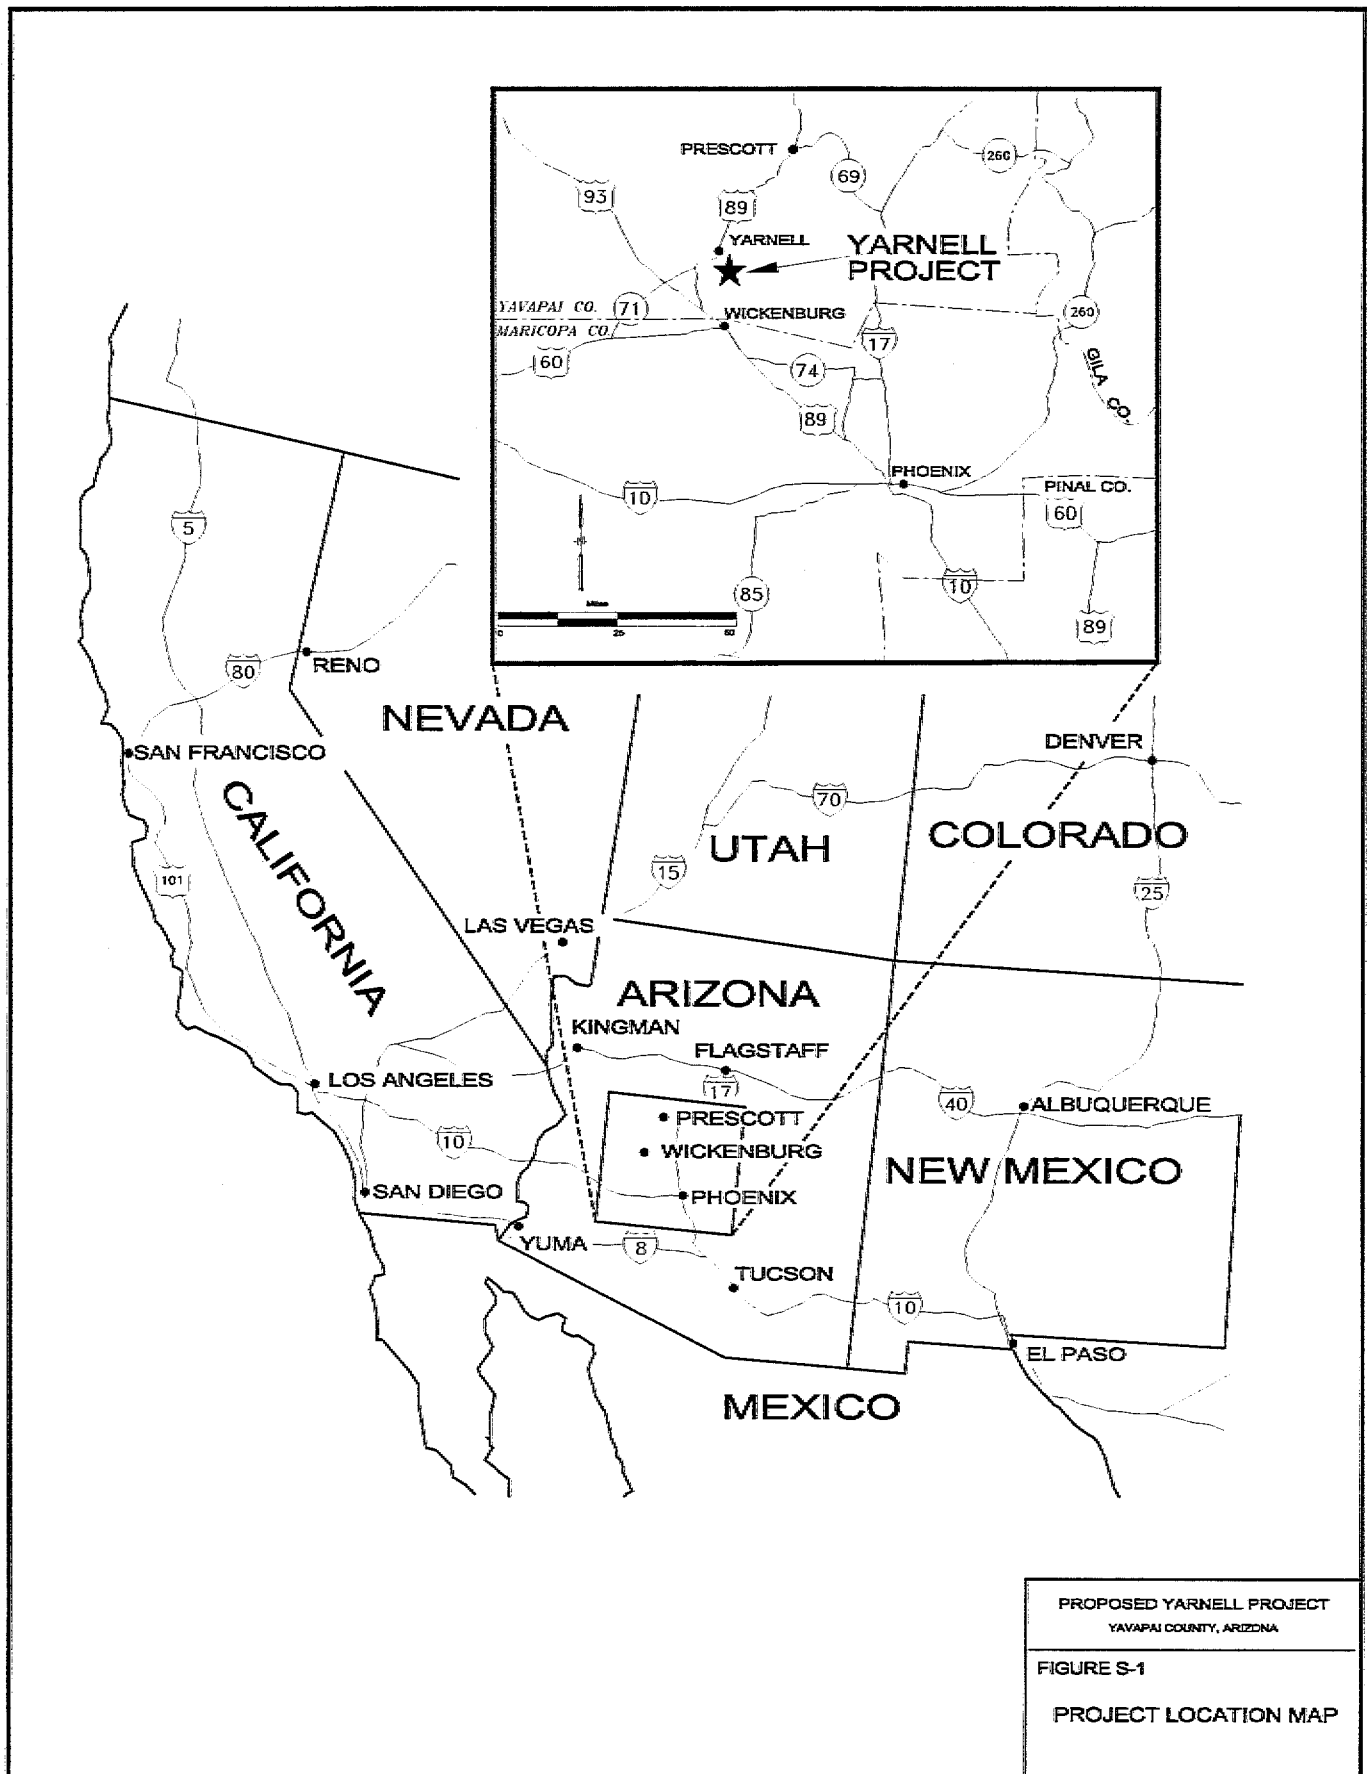 PRESCOTT
260
69
93
89
YARNELL
YARNELL
PROJECT
YAVAPAI CO.
71
MARICOPA CO.
WICKENBURG
260
17
60
74
GILA CO.
89
PHOENIX
10
PINAL CO.
60
10
85
89
Miles
0 25 50
5
80
RENO
NEVADA
SAN FRANCISCO
DENVER
70
CALIFORNIA
UTAH
COLORADO
101
15
25
LAS VEGAS
ARIZONA
KINGMAN
FLAGSTAFF
LOS ANGELES
17
40
ALBUQUERQUE
PRESCOTT
10
WICKENBURG
NEW MEXICO
SAN DIEGO
PHOENIX
YUMA
8
TUCSON
10
EL PASO
MEXICO
PROPOSED YARNELL PROJECT
YAVAPAI COUNTY, ARIZONA
FIGURE S-1
PROJECT LOCATION MAP